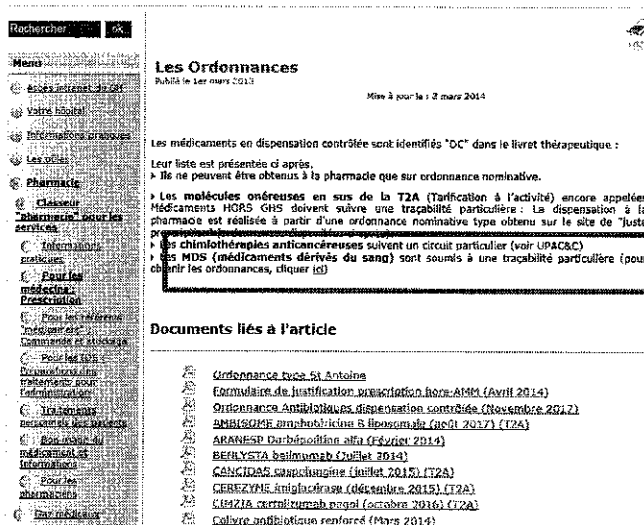 Rechercher ok
Menu
Accès intranet du GH
Votre hôpital
Informations pratiques
Les pôles
Pharmacie
Classeur
"pharmacie" pour les
services
Informations
pratiques
Pour les
médecins :
Prescription
Pour les référents
"médicaments" :
Commande et stockage
Pour les IDE :
Préparations des
traitements pour
l'administration
Traitements
personnels des patients
Bon usage du
médicament et
Informations
Pour les
pharmaciens
Les Ordonnances
Publié le 1er mars 2013
Mise à jour le : 3 mars 2014
Les médicaments en dispensation contrôlée sont identifiés "DC" dans le livret thérapeutique :
Leur liste est présentée ci après.
› Ils ne peuvent être obtenus à la pharmacie que sur ordonnance nominative.
› Les molécules onéreuses en sus de la T2A (Tarification à l'activité) encore appelées
Médicaments HORS GHS doivent suivre une traçabilité particulière : La dispensation à la
pharmacie est réalisée à partir d'une ordonnance nominative type obtenu sur le site de "juste
› Les chimiothérapies anticancéreuses suivent un circuit particulier (voir UPAC&C)
› Les MDS (médicaments dérivés du sang) sont soumis à une traçabilité particulière (pour
obtenir les ordonnances, cliquer ici)
Documents liés à l'article
Ordonnance type St Antoine
Formulaire de justification prescription hors-AMM (Avril 2014)
Ordonnance Antibiotiques dispensation contrôlée (Novembre 2017)
AMBISOME amphotéricine B liposomale (août 2017) (T2A)
ARANESP Darbépoïétine alfa (Février 2014)
BENLYSTA belimumab (Juillet 2014)
CANCIDAS caspofungine (juillet 2015) (T2A)
CEREZYME imiglucérase (décembre 2015) (T2A)
CIMZIA certolizumab pegol (octobre 2016) (T2A)
Collyre antibiotique renforcé (Mars 2014)